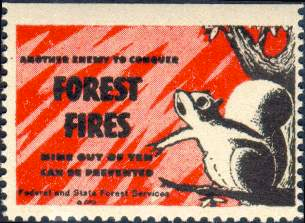 ANOTHER ENEMY TO CONQUER
FOREST
FIRES
NINE OUT OF TEN
CAN BE PREVENTED
Federal and State Forest Services